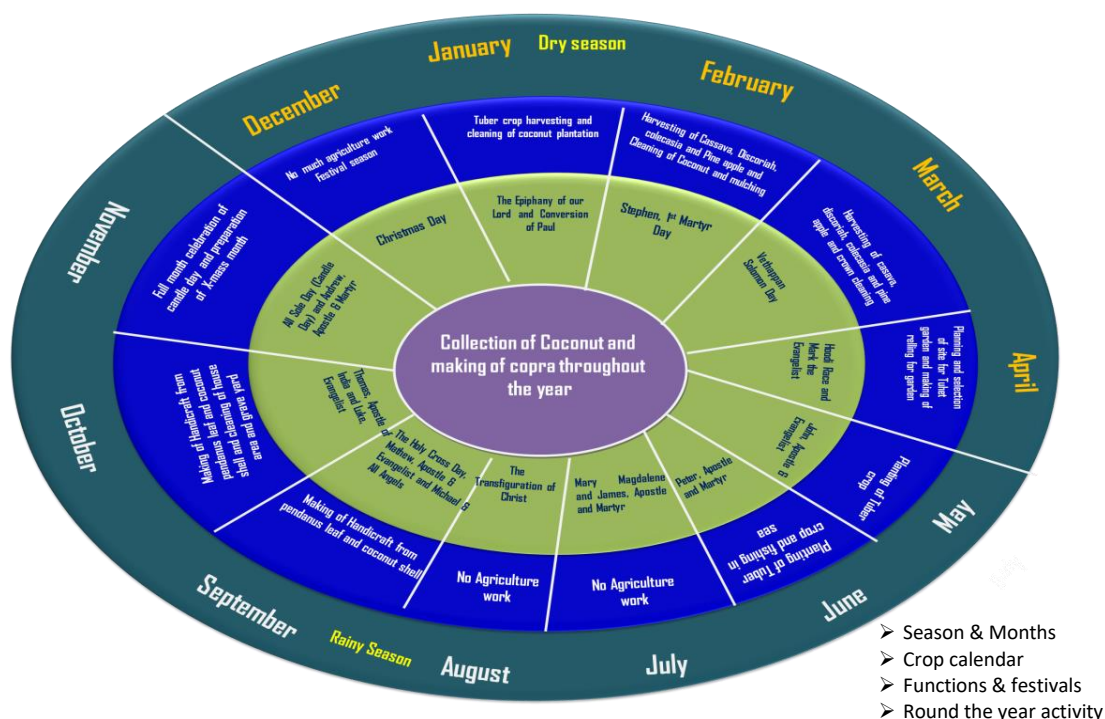 January
Dry season
February
March
April
May
June
July
August
Rainy Season
September
October
November
December
Tuber crop harvesting and
cleaning of coconut plantation
Harvesting of Cassava, Discoriah,
colecasia and Pine apple and
Cleaning of Coconut and mulching
Harvesting of casava,
discoriah, colecasia and pine
apple and crown cleaning
Planning and selection
of site for Tuhet
garden and making of
rolling for garden
Planting of Tuber
crop
Planting of Tuber
crop and fishing in
sea
No Agriculture
work
No Agriculture
work
Making of Handicraft from
pendanus leaf and coconut shell
Making of Handicraft from
pendanus leaf and coconut
shell and cleaning of house
area and grave yard
Full month celebration of
candle day and preparation
of X-mass month
No much agriculture work
Festival season
The Epiphany of our
Lord and Conversion
of Paul
Stephen, 1st Martyr
Day
Vethappan
Solomon Day
Hoodi Race and
Mark the
Evangelist
John, Apostle &
Evangelist
Peter, Apostle
and Martyr
Mary Magdalene
and James, Apostle
and Martyr
The
Transfiguration of
Christ
The Holy Cross Day,
Mathew, Apostle &
Evangelist and Michael &
All Angels
Thomas, Apostle of
India and Luke,
Evangelist
All Sole Day (Candle
Day) and Andrew,
Apostle & Martyr
Christmas Day
Collection of Coconut and
making of copra throughout
the year
➢ Season & Months
➢ Crop calendar
➢ Functions & festivals
➢ Round the year activity